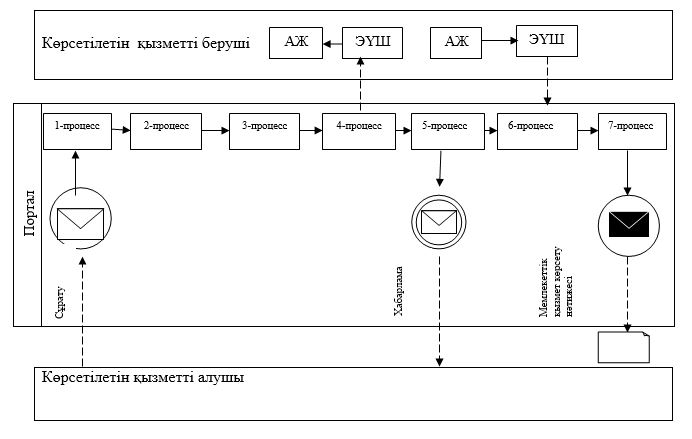 Көрсетілетін қызметті беруші
АЖ
ЭҮШ
АЖ
ЭҮШ
1-процесс
2-процесс
3-процесс
4-процесс
5-процесс
6-процесс
7-процесс
Портал
Сұрату
Хабарлама
Мемлекеттік
қызмет көрсету
нәтижесі
Көрсетілетін қызметті алушы